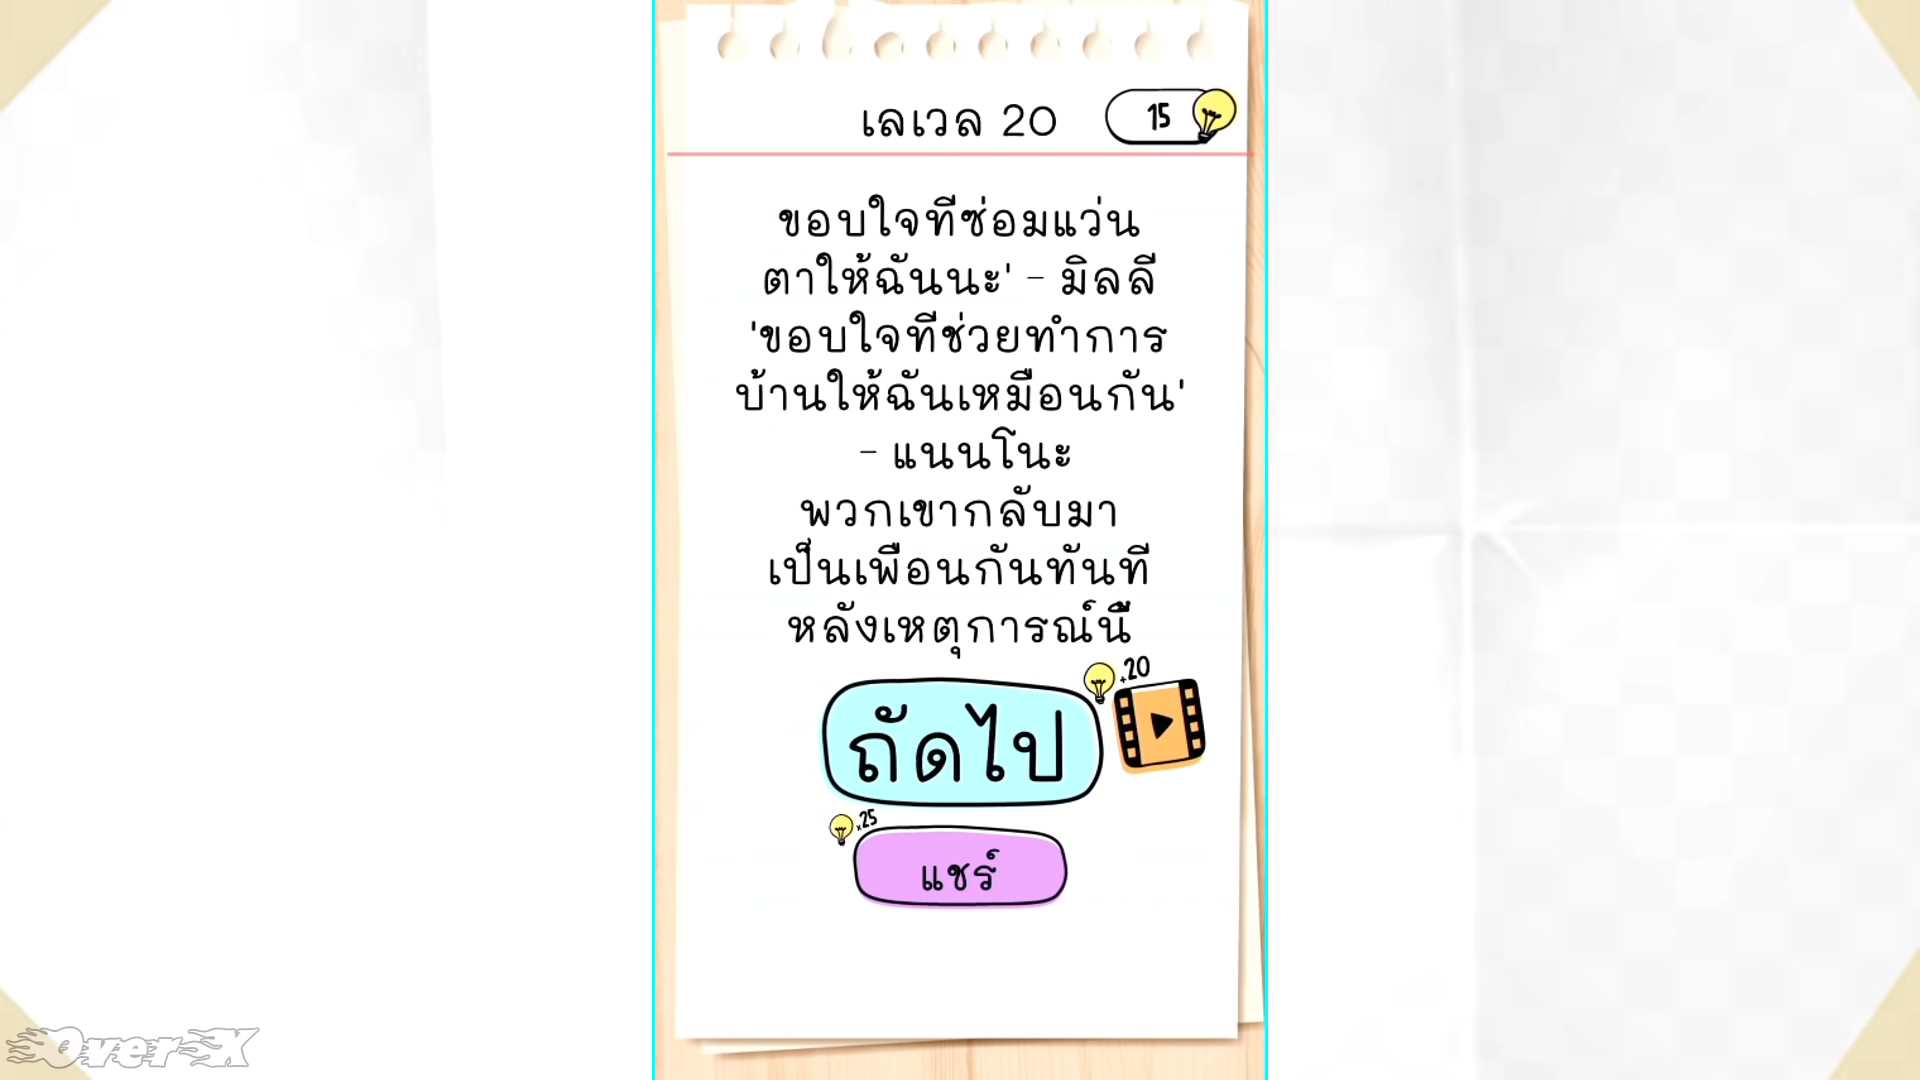 เลเวล 20
15
ขอบใจทีซ่อมแว่น
ตาให้ฉันนะ' - มิลลี
'ขอบใจทีช่วยทำการ
บ้านให้ฉันเหมือนกัน'
- แนนโนะ
พวกเขากลับมา
เป็นเพือนกันทันที
หลังเหตุการณ์นี้
+20
ถัดไป
x25
แชร์
Over-X